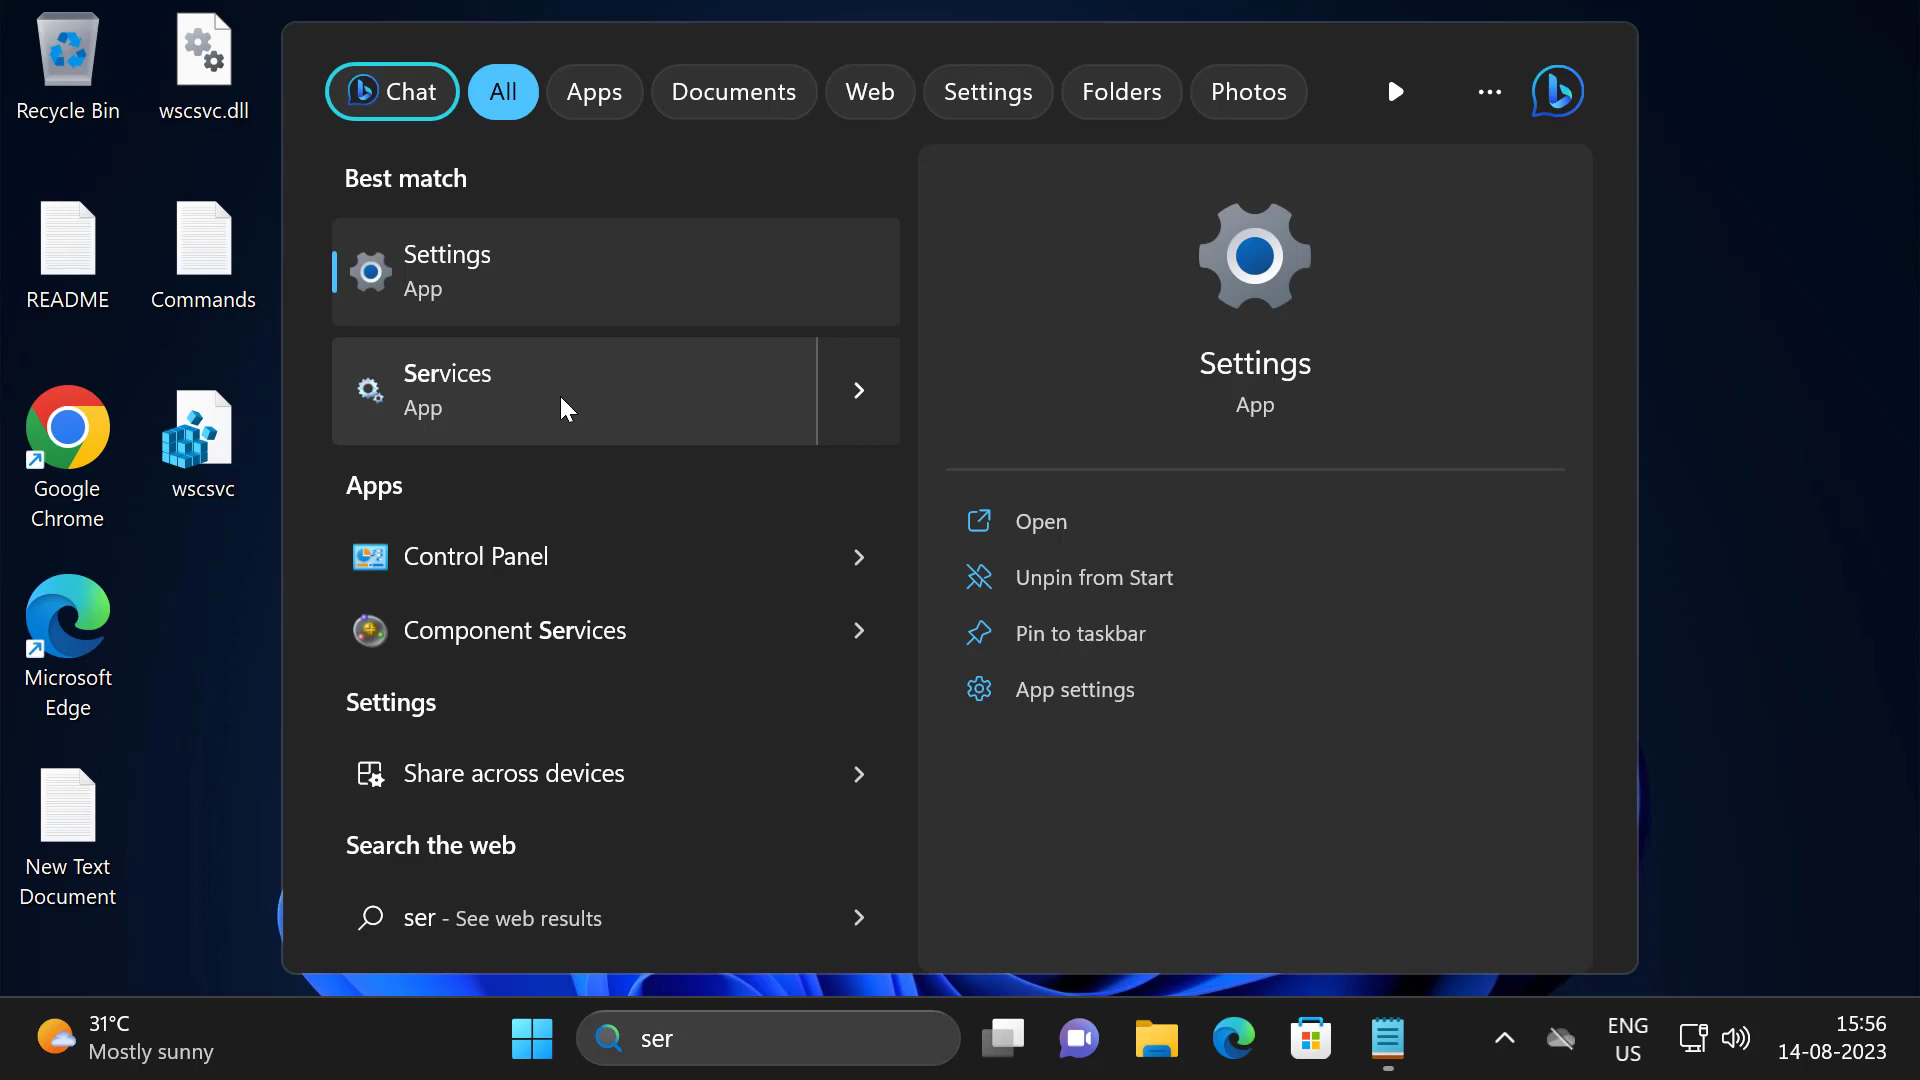 Recycle Bin
wscsvc.dll
README
Commands
Google
Chrome
wscsvc
Microsoft
Edge
New Text
Document
Chat
All
Apps
Documents
Web
Settings
Folders
Photos
Best match
Settings
App
Services
App
Apps
Control Panel
Component Services
Settings
Share across devices
Search the web
ser - See web results
Settings
App
Open
Unpin from Start
Pin to taskbar
App settings
31°C
Mostly sunny
ser
ENG
US
15:56
14-08-2023